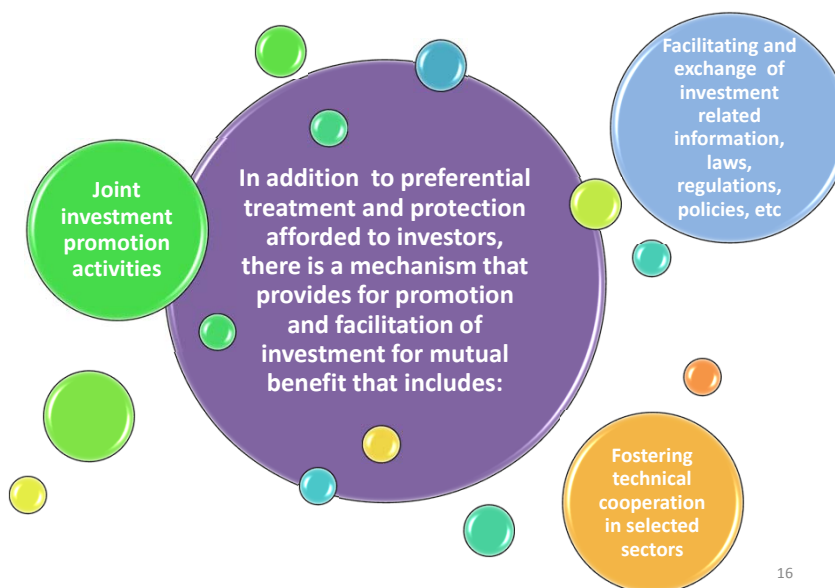 In addition to preferential
treatment and protection
afforded to investors,
there is a mechanism that
provides for promotion
and facilitation of
investment for mutual
benefit that includes:
Joint
investment
promotion
activities
Facilitating and
exchange of
investment
related
information,
laws,
regulations,
policies, etc
Fostering
technical
cooperation
in selected
sectors
16